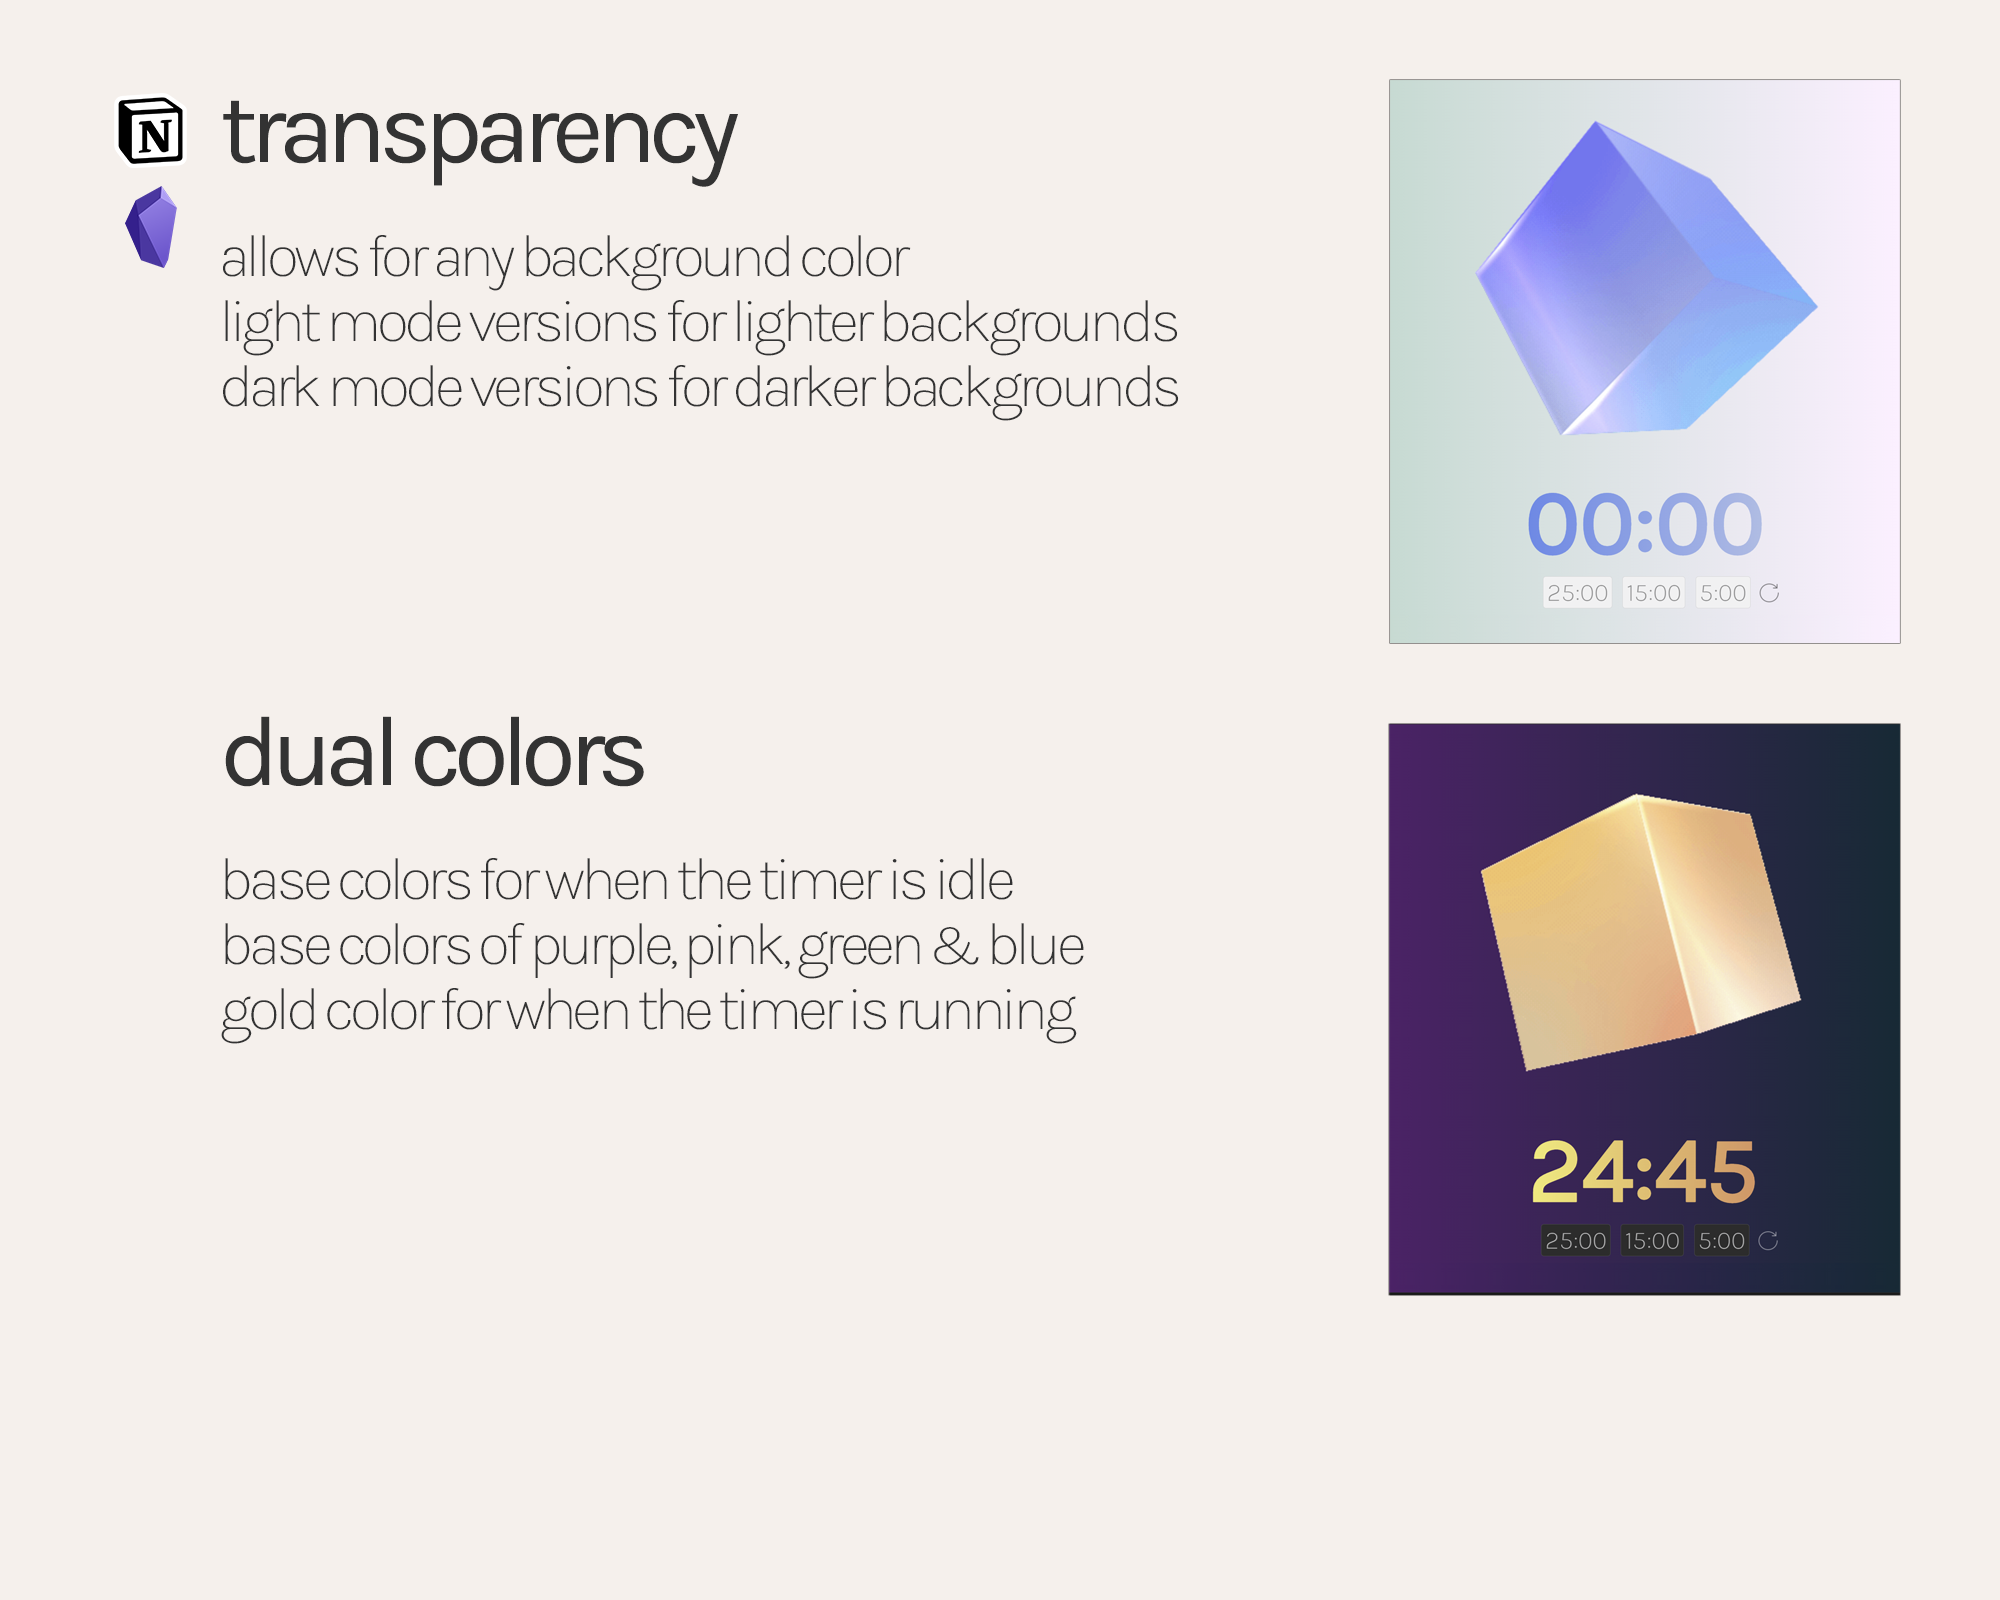 N
transparency
allows for any background color
light mode versions for lighter backgrounds
dark mode versions for darker backgrounds
00:00
25:00 15:00 5:00
dual colors
base colors for when the timer is idle
base colors of purple, pink, green & blue
gold color for when the timer is running
24:45
25:00 15:00 5:00